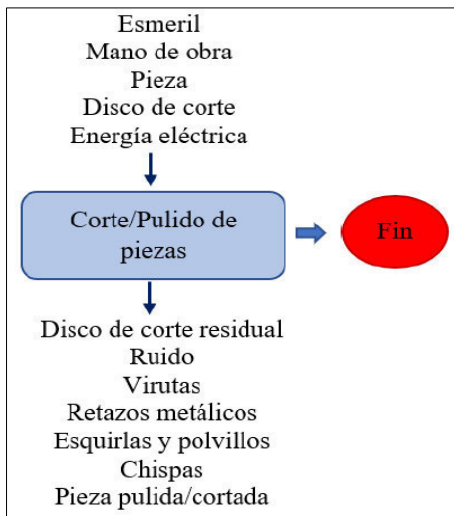 Esmeril
Mano de obra
Pieza
Disco de corte
Energía eléctrica
Corte/Pulido de
piezas
Fin
Disco de corte residual
Ruido
Virutas
Retazos metálicos
Esquirlas y polvillos
Chispas
Pieza pulida/cortada